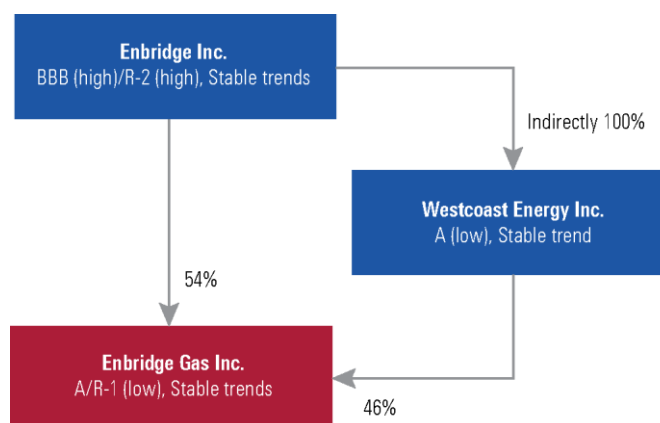 Enbridge Inc.
BBB (high)/R-2 (high), Stable trends
Indirectly 100%
Westcoast Energy Inc.
A (low), Stable trend
54%
Enbridge Gas Inc.
A/R-1 (low), Stable trends
46%